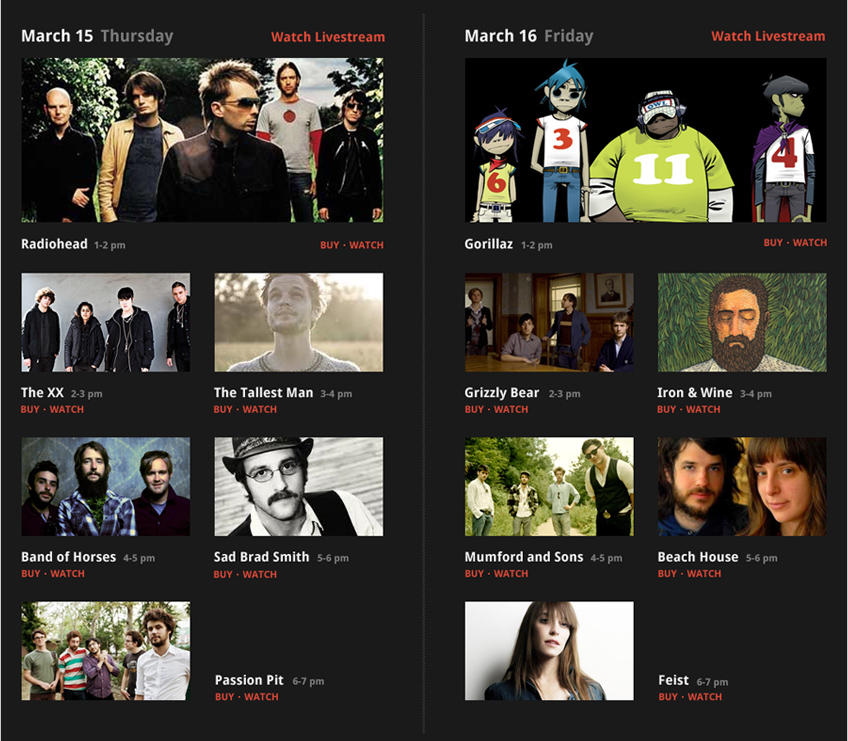 March 15 Thursday
Watch Livestream
Radiohead 1-2 pm
BUY · WATCH
The XX 2-3 pm
BUY · WATCH
The Tallest Man 3-4 pm
BUY · WATCH
Band of Horses 4-5 pm
BUY · WATCH
Sad Brad Smith 5-6 pm
BUY · WATCH
Passion Pit 6-7 pm
BUY · WATCH
March 16 Friday
Watch Livestream
6
3
OWL
11
4
Gorillaz 1-2 pm
BUY · WATCH
Grizzly Bear 2-3 pm
BUY · WATCH
Iron & Wine 3-4 pm
BUY · WATCH
Mumford and Sons 4-5 pm
BUY · WATCH
Beach House 5-6 pm
BUY · WATCH
Feist 6-7 pm
BUY · WATCH